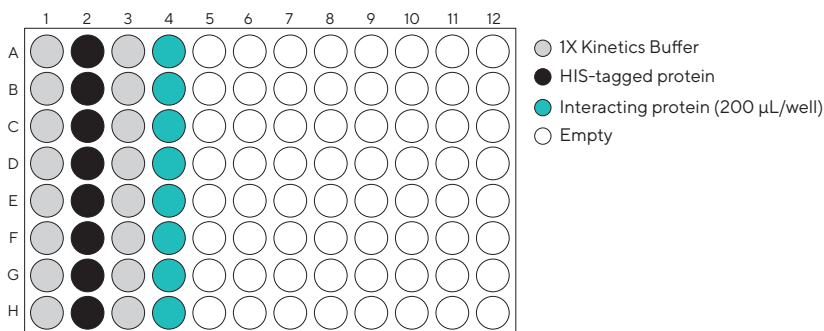 1 2 3 4 5 6 7 8 9 10 11 12
A
B
C
D
E
F
G
H
1X Kinetics Buffer
HIS-tagged protein
Interacting protein (200 μL/well)
Empty